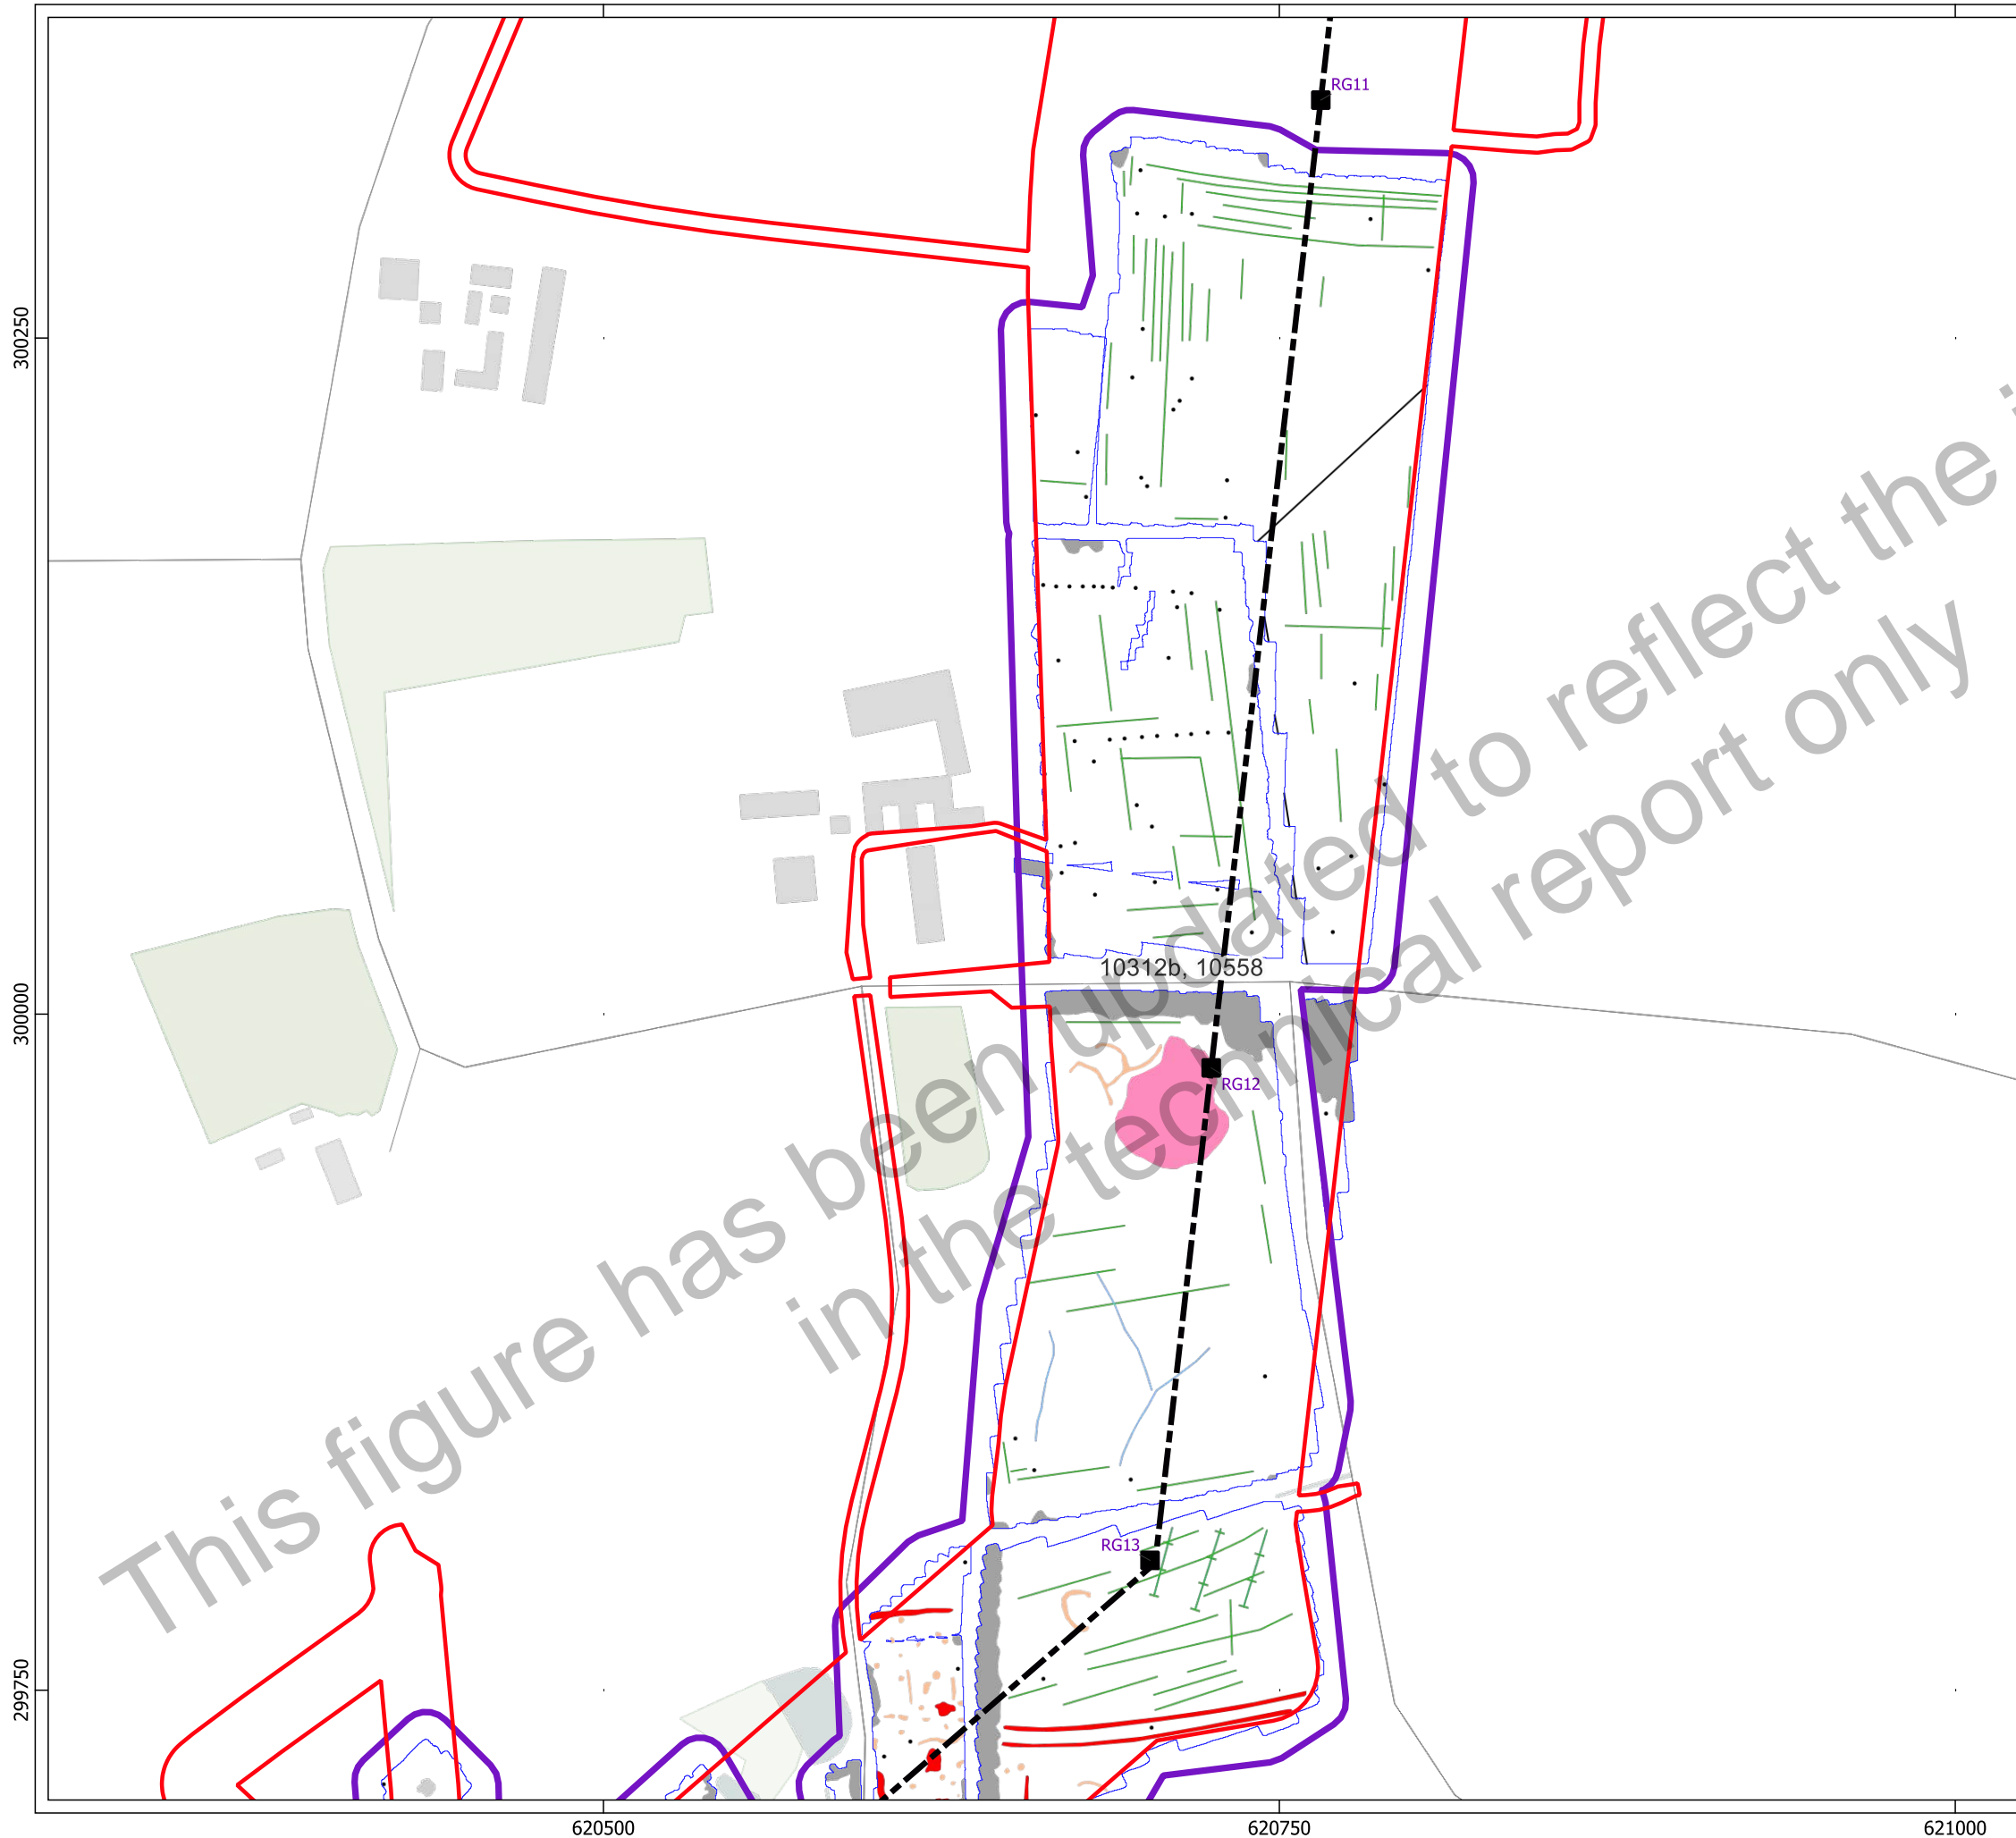 RG11
300250
10312b, 10558
300000
RG12
This figure has been updated to reflect the
in the technical report only
RG13
299750
620500
620750
621000